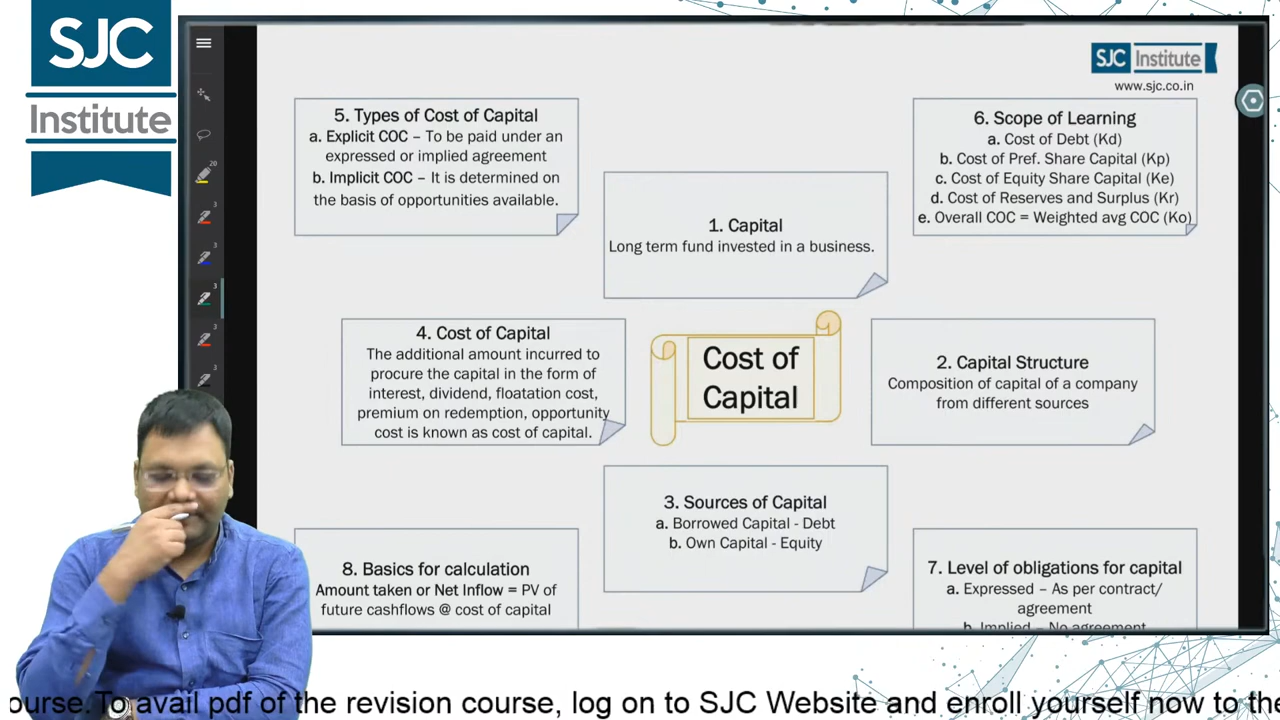 SJC
Institute
SJC Institute
www.sjc.co.in
5. Types of Cost of Capital
a. Explicit COC – To be paid under an
expressed or implied agreement
b. Implicit COC – It is determined on
the basis of opportunities available.
6. Scope of Learning
a. Cost of Debt (Kd)
b. Cost of Pref. Share Capital (Kp)
c. Cost of Equity Share Capital (Ke)
d. Cost of Reserves and Surplus (Kr)
e. Overall COC = Weighted avg COC (Ko)
1. Capital
Long term fund invested in a business.
4. Cost of Capital
The additional amount incurred to
procure the capital in the form of
interest, dividend, floatation cost,
premium on redemption, opportunity
cost is known as cost of capital.
Cost of
Capital
2. Capital Structure
Composition of capital of a company
from different sources
3. Sources of Capital
a. Borrowed Capital - Debt
b. Own Capital - Equity
8. Basics for calculation
Amount taken or Net Inflow = PV of
future cashflows @ cost of capital
7. Level of obligations for capital
a. Expressed – As per contract/
agreement
b. Implied – No agreement
20
3
3
3
3
3
ourse.To avail pdf of the revision course, log on to SJC Website and enroll yourself now to the